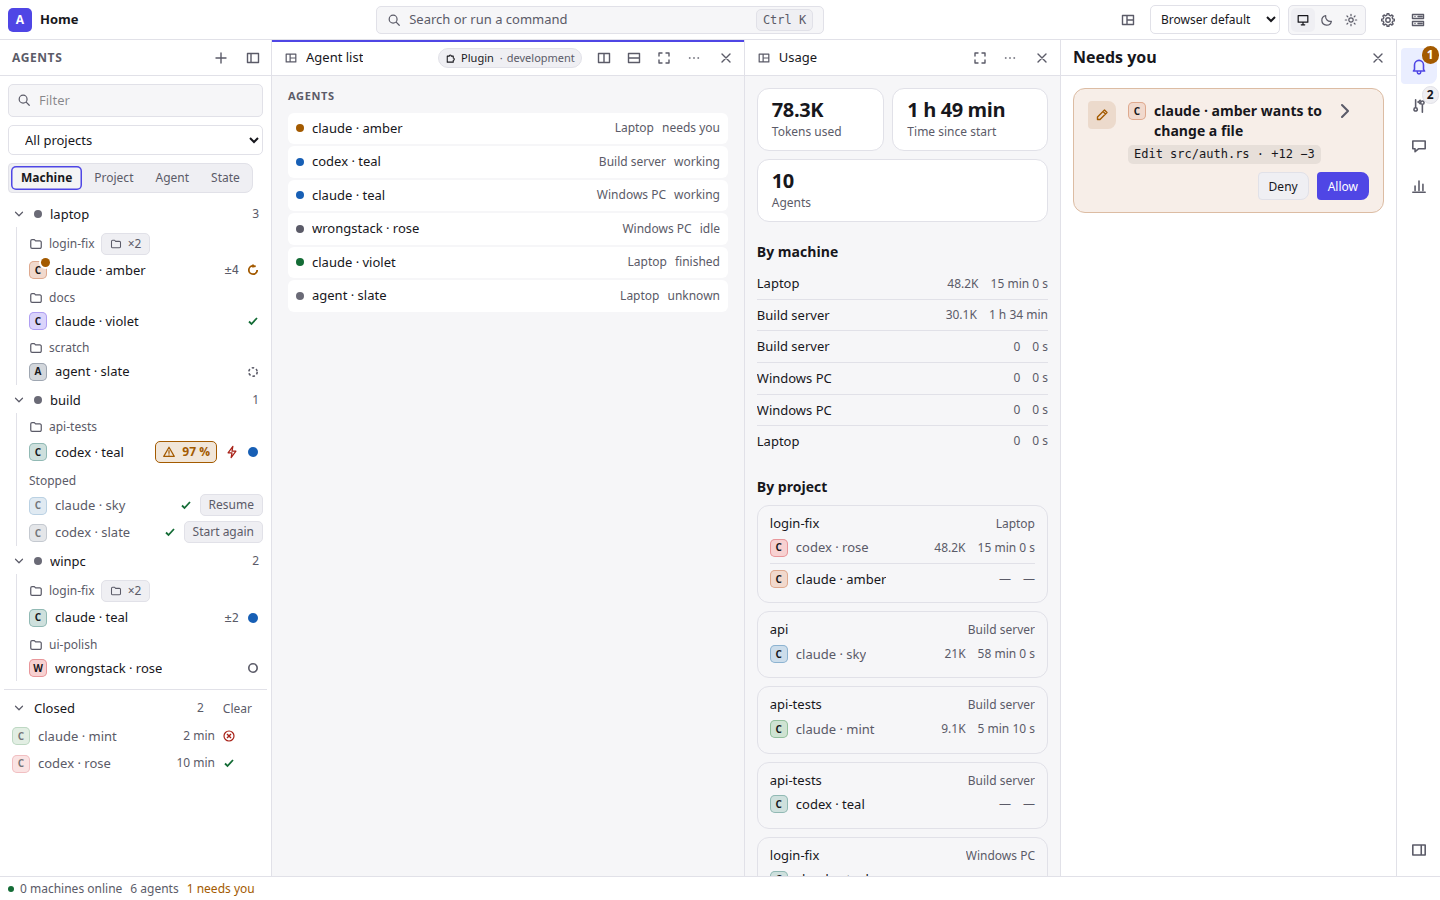 A Home
Search or run a command Ctrl K
Browser default
AGENTS
Filter
All projects
Machine Project Agent State
laptop 3
login-fix ×2
C claude · amber ±4
docs
C claude · violet
scratch
A agent · slate
build 1
api-tests
C codex · teal 97 %
Stopped
C claude · sky Resume
C codex · slate Start again
winpc 2
login-fix ×2
C claude · teal ±2
ui-polish
W wrongstack · rose
Closed 2 Clear
C claude · mint 2 min
C codex · rose 10 min
Agent list Plugin · development
AGENTS
claude · amber Laptop needs you
codex · teal Build server working
claude · teal Windows PC working
wrongstack · rose Windows PC idle
claude · violet Laptop finished
agent · slate Laptop unknown
Usage
78.3K
Tokens used
1 h 49 min
Time since start
10
Agents
By machine
Laptop 48.2K 15 min 0 s
Build server 30.1K 1 h 34 min
Build server 0 0 s
Windows PC 0 0 s
Windows PC 0 0 s
Laptop 0 0 s
By project
login-fix Laptop
C codex · rose 48.2K 15 min 0 s
C claude · amber — —
api Build server
C claude · sky 21K 58 min 0 s
api-tests Build server
C claude · mint 9.1K 5 min 10 s
api-tests Build server
C codex · teal — —
login-fix Windows PC
Needs you
C claude · amber wants to
change a file
Edit src/auth.rs · +12 −3
Deny Allow
1
2
0 machines online 6 agents 1 needs you